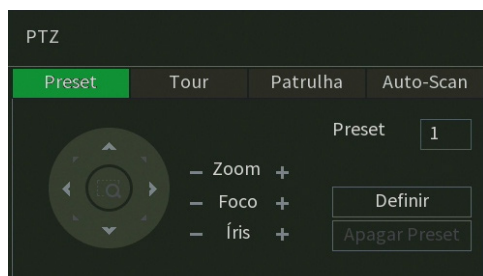 PTZ
Preset Tour Patrulha Auto-Scan
Preset 1
– Zoom +
– Foco + Definir
– Íris + Apagar Preset